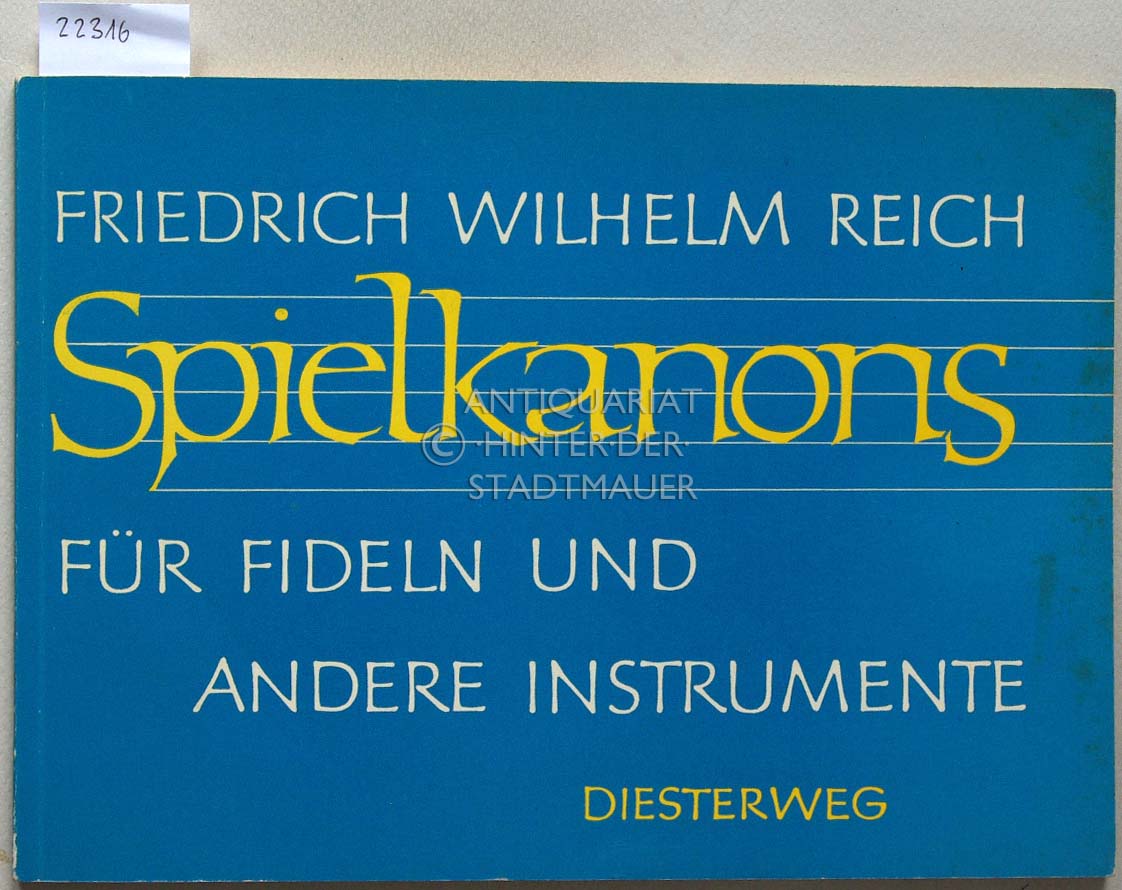 22316
FRIEDRICH WILHELM REICH
Spielkanons
ANTIQUARIAT
© ·HINTER·DER·
STADTMAUER
FÜR FIDELN UND
ANDERE INSTRUMENTE
DIESTERWEG